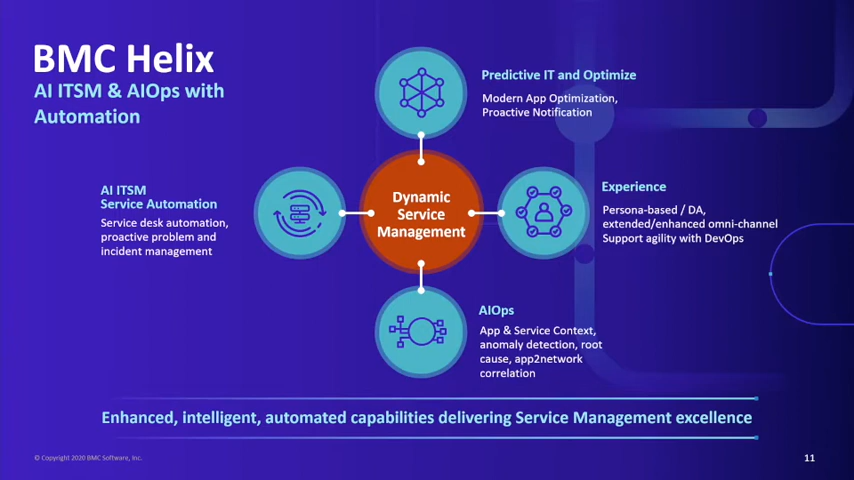 BMC Helix
AI ITSM & AIOps with
Automation
Predictive IT and Optimize
Modern App Optimization,
Proactive Notification
AI ITSM
Service Automation
Service desk automation,
proactive problem and
incident management
Dynamic
Service
Management
Experience
Persona-based / DA,
extended/enhanced omni-channel
Support agility with DevOps
AIOps
App & Service Context,
anomaly detection, root
cause, app2network
correlation
Enhanced, intelligent, automated capabilities delivering Service Management excellence
© Copyright 2020 BMC Software, Inc.
11